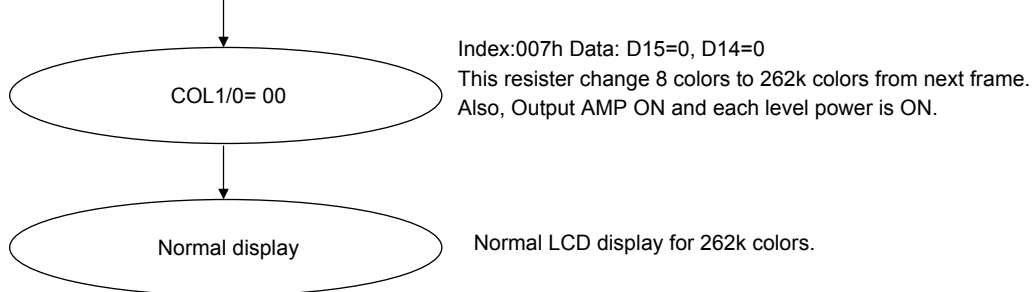 Index:007h Data: D15=0, D14=0
This resister change 8 colors to 262k colors from next frame.
COL1/0= 00
Also, Output AMP ON and each level power is ON.
Normal display
Normal LCD display for 262k colors.